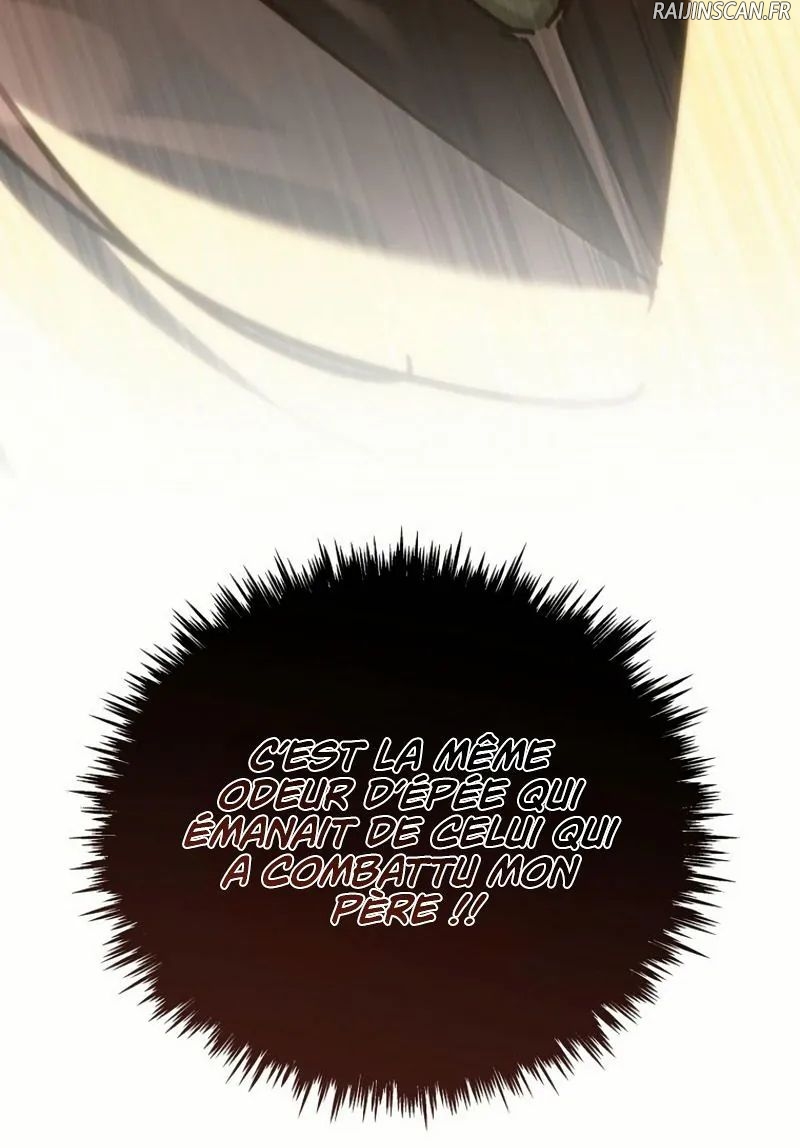 RAIJINSCAN.FR
C'EST LA MÊME
ODEUR D'ÉPÉE QUI
ÉMANAIT DE CELUI QUI
A COMBATTU MON
PÈRE !!